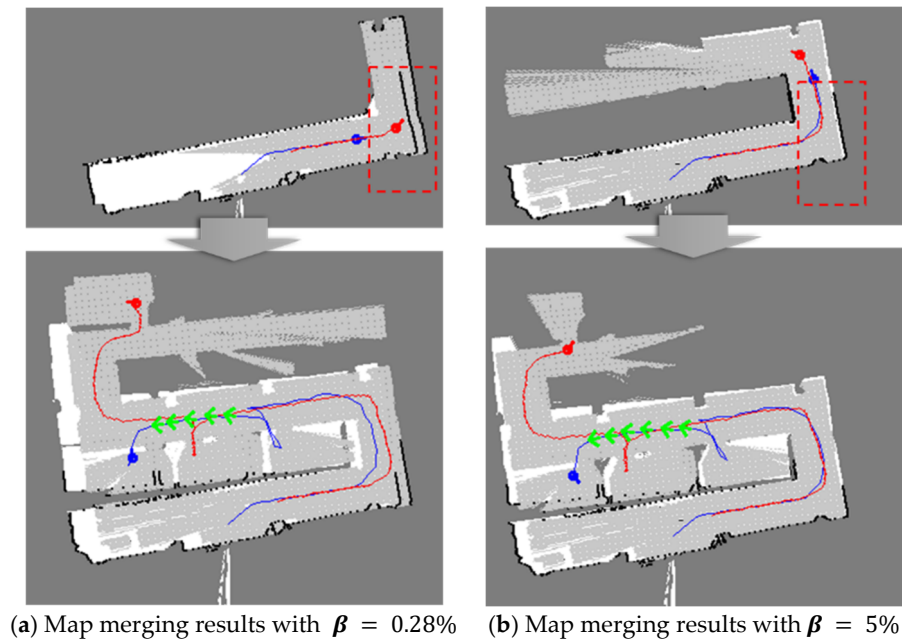 (a) Map merging results with β = 0.28%
(b) Map merging results with β = 5%